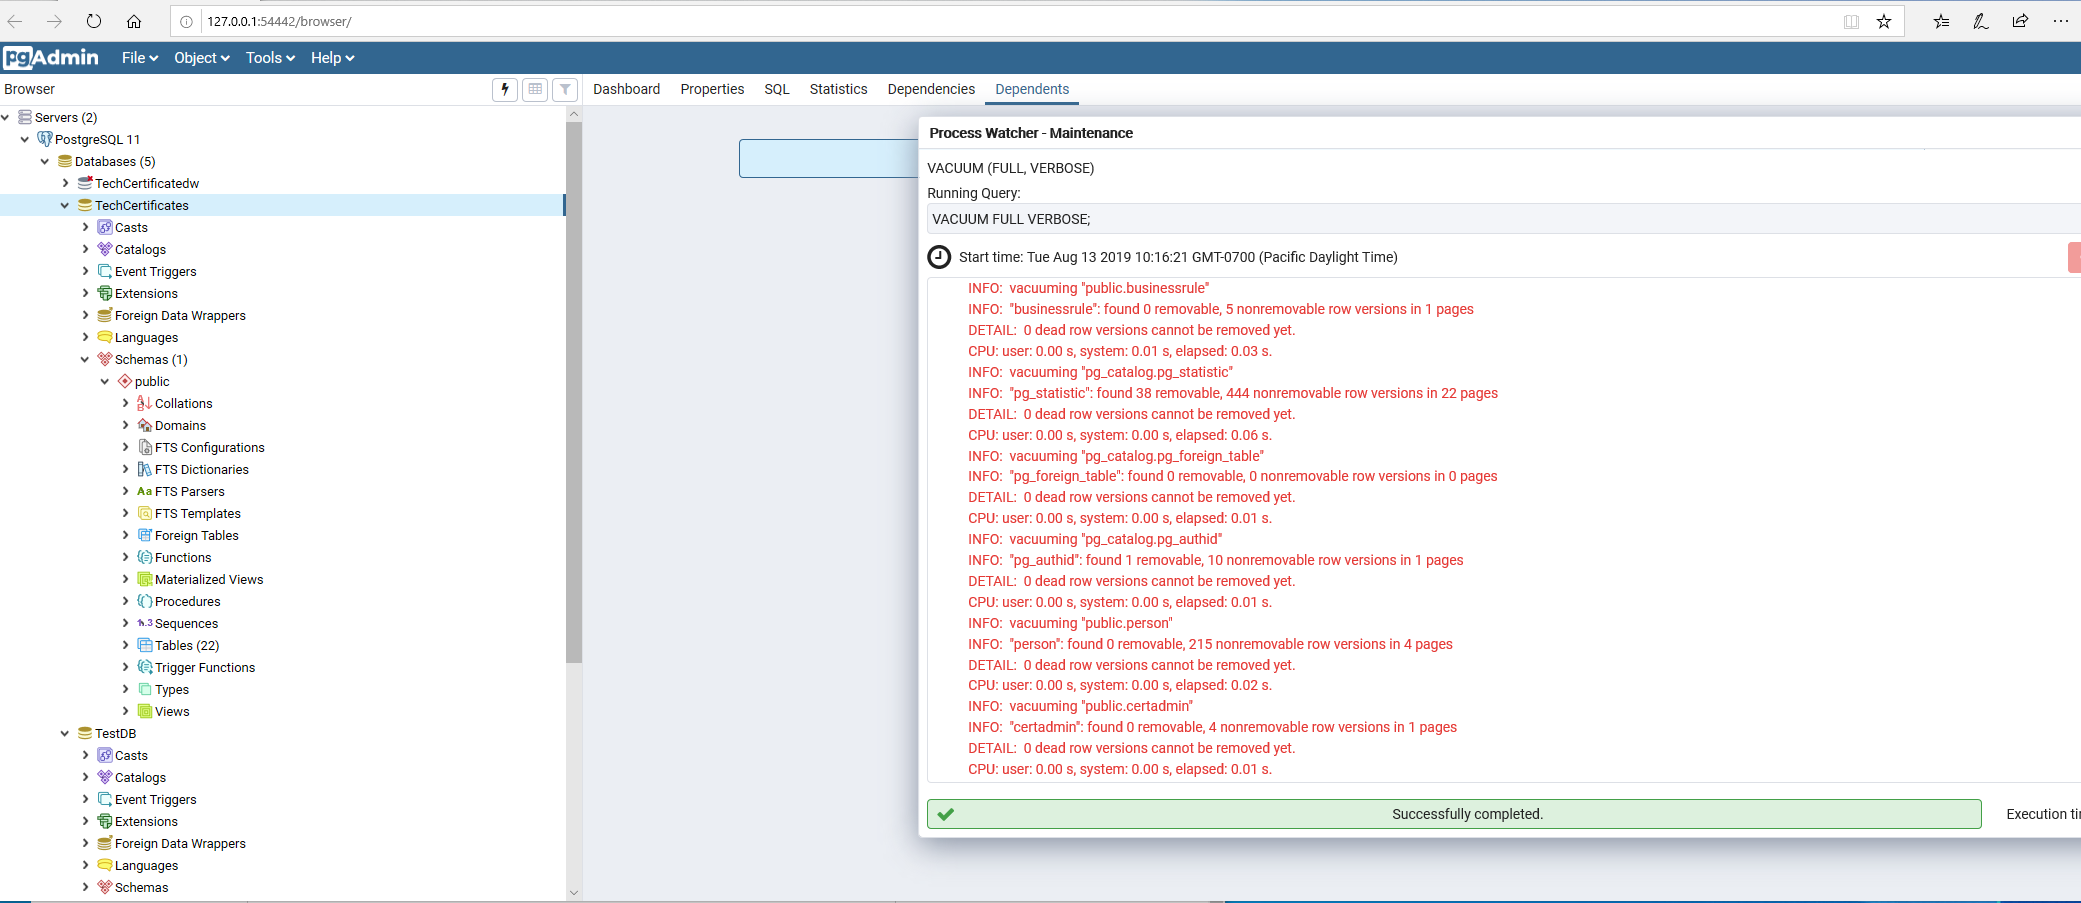 127.0.0.1:54442/browser/
pgAdmin File Object Tools Help
Browser
Dashboard Properties SQL Statistics Dependencies Dependents
Servers (2)
PostgreSQL 11
Databases (5)
TechCertificatedw
TechCertificates
Casts
Catalogs
Event Triggers
Extensions
Foreign Data Wrappers
Languages
Schemas (1)
public
Collations
Domains
FTS Configurations
FTS Dictionaries
Aa FTS Parsers
FTS Templates
Foreign Tables
Functions
Materialized Views
Procedures
1..3 Sequences
Tables (22)
Trigger Functions
Types
Views
TestDB
Casts
Catalogs
Event Triggers
Extensions
Foreign Data Wrappers
Languages
Schemas
Process Watcher - Maintenance
VACUUM (FULL, VERBOSE)
Running Query:
VACUUM FULL VERBOSE;
Start time: Tue Aug 13 2019 10:16:21 GMT-0700 (Pacific Daylight Time)
INFO: vacuuming "public.businessrule"
INFO: "businessrule": found 0 removable, 5 nonremovable row versions in 1 pages
DETAIL: 0 dead row versions cannot be removed yet.
CPU: user: 0.00 s, system: 0.01 s, elapsed: 0.03 s.
INFO: vacuuming "pg_catalog.pg_statistic"
INFO: "pg_statistic": found 38 removable, 444 nonremovable row versions in 22 pages
DETAIL: 0 dead row versions cannot be removed yet.
CPU: user: 0.00 s, system: 0.00 s, elapsed: 0.06 s.
INFO: vacuuming "pg_catalog.pg_foreign_table"
INFO: "pg_foreign_table": found 0 removable, 0 nonremovable row versions in 0 pages
DETAIL: 0 dead row versions cannot be removed yet.
CPU: user: 0.00 s, system: 0.00 s, elapsed: 0.01 s.
INFO: vacuuming "pg_catalog.pg_authid"
INFO: "pg_authid": found 1 removable, 10 nonremovable row versions in 1 pages
DETAIL: 0 dead row versions cannot be removed yet.
CPU: user: 0.00 s, system: 0.00 s, elapsed: 0.01 s.
INFO: vacuuming "public.person"
INFO: "person": found 0 removable, 215 nonremovable row versions in 4 pages
DETAIL: 0 dead row versions cannot be removed yet.
CPU: user: 0.00 s, system: 0.00 s, elapsed: 0.02 s.
INFO: vacuuming "public.certadmin"
INFO: "certadmin": found 0 removable, 4 nonremovable row versions in 1 pages
DETAIL: 0 dead row versions cannot be removed yet.
CPU: user: 0.00 s, system: 0.00 s, elapsed: 0.01 s.
Successfully completed.
Execution